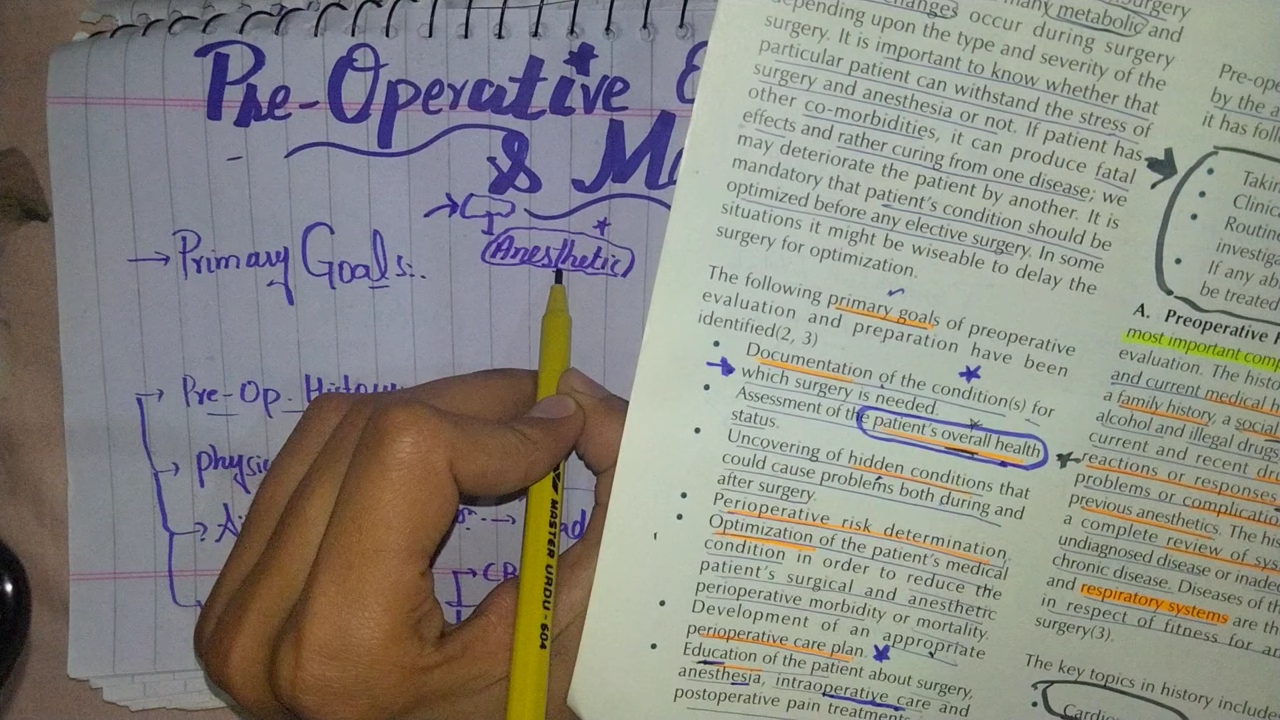 Pre-Operative E
& Ma
→ Primary Goals:.
Anesthetic
→ Pre-Op. History
→ physic
MASTER URDU - 604
changes occur during surgery
many metabolic and
surgery
depending upon the type and severity of the
surgery. It is important to know whether that
particular patient can withstand the stress of
surgery and anesthesia or not. If patient has
other co-morbidities, it can produce fatal
effects and rather curing from one disease; we
may deteriorate the patient by another. It is
mandatory that patient's condition should be
optimized before any elective surgery. In some
situations it might be wiseable to delay the
surgery for optimization.
The following primary goals of preoperative
evaluation and preparation have been
identified(2, 3)
• Documentation of the condition(s) for
which surgery is needed.
• Assessment of the patient's overall health
status.
• Uncovering of hidden conditions that
could cause problems both during and
after surgery.
• Perioperative risk determination,
• Optimization of the patient's medical
condition in order to reduce the
patient's surgical and anesthetic
perioperative morbidity or mortality.
• Development of an appropriate
perioperative care plan.
• Education of the patient about surgery,
anesthesia, intraoperative care and
postoperative pain treatments
Pre-ope
by the a
it has foll
• Takin
• Clinic
• Routine
investiga
• If any ab
be treated
A. Preoperative H
most important comp
evaluation. The histo
and current medical h
a family history, a social
alcohol and illegal drugs
current and recent dr
reactions or responses
problems or complicatio
previous anesthetics. The his
a complete review of sys
undiagnosed disease or inade
chronic disease. Diseases of th
and respiratory systems are th
in respect of fitness for an
surgery(3).
The key topics in history include
• Cardio